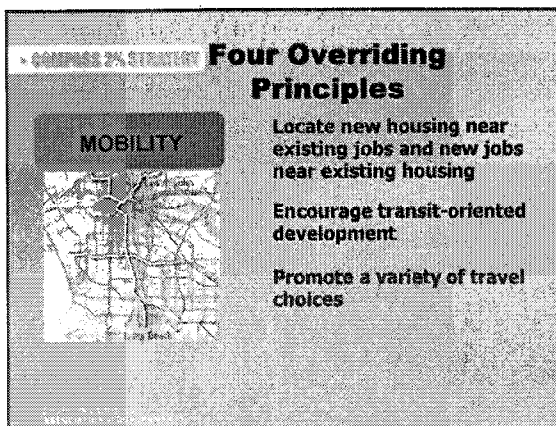 • COMPASS 2% STRATEGY
Four Overriding
Principles
MOBILITY
Locate new housing near
existing jobs and new jobs
near existing housing
Encourage transit-oriented
development
Promote a variety of travel
choices
Long Beach